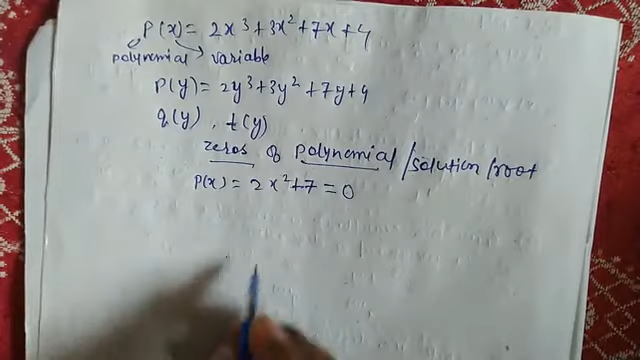 P(x) = 2x³ + 3x² + 7x + 4
polynomial variable
P(y) = 2y³ + 3y² + 7y + 4
q(y) , t(y)
zeros of polynomial / solution / root
P(x) = 2x² + 7 = 0